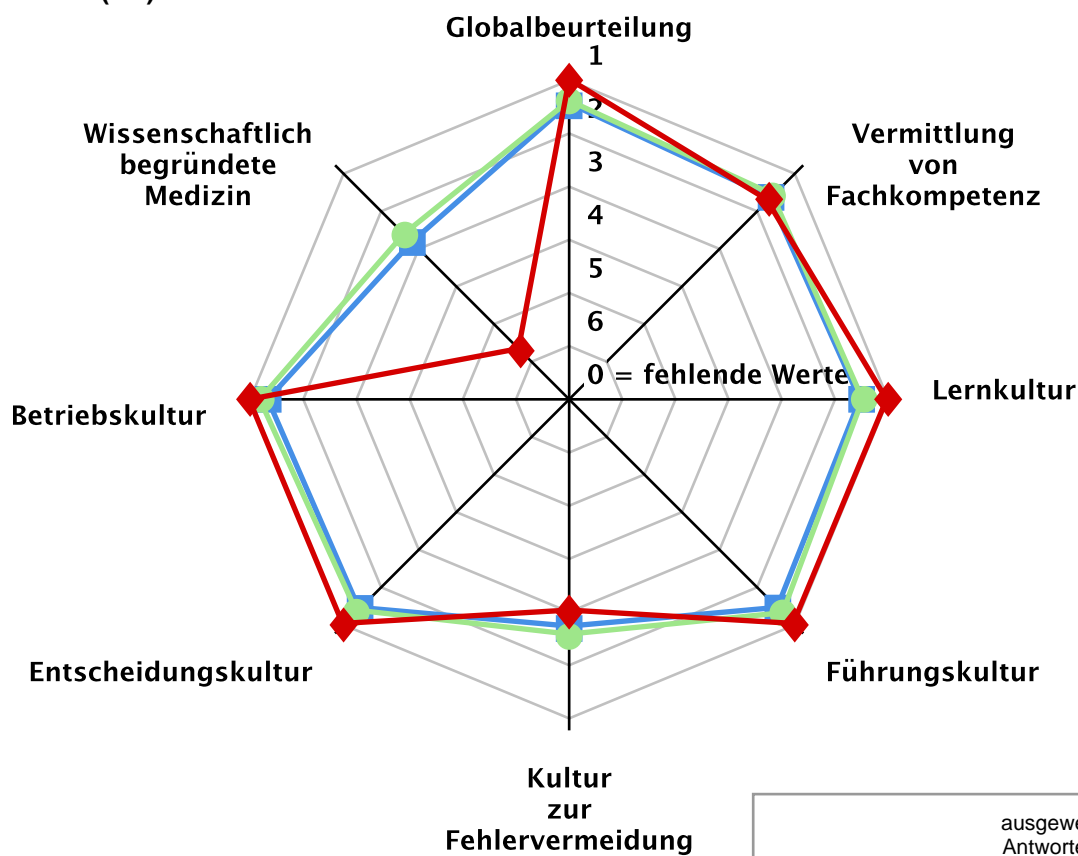 Globalbeurteilung
1
2
3
4
5
6
0 = fehlende Werte
Vermittlung
von
Fachkompetenz
Lernkultur
Führungskultur
Kultur
zur
Fehlervermeidung
Entscheidungskultur
Betriebskultur
Wissenschaftlich
begründete
Medizin